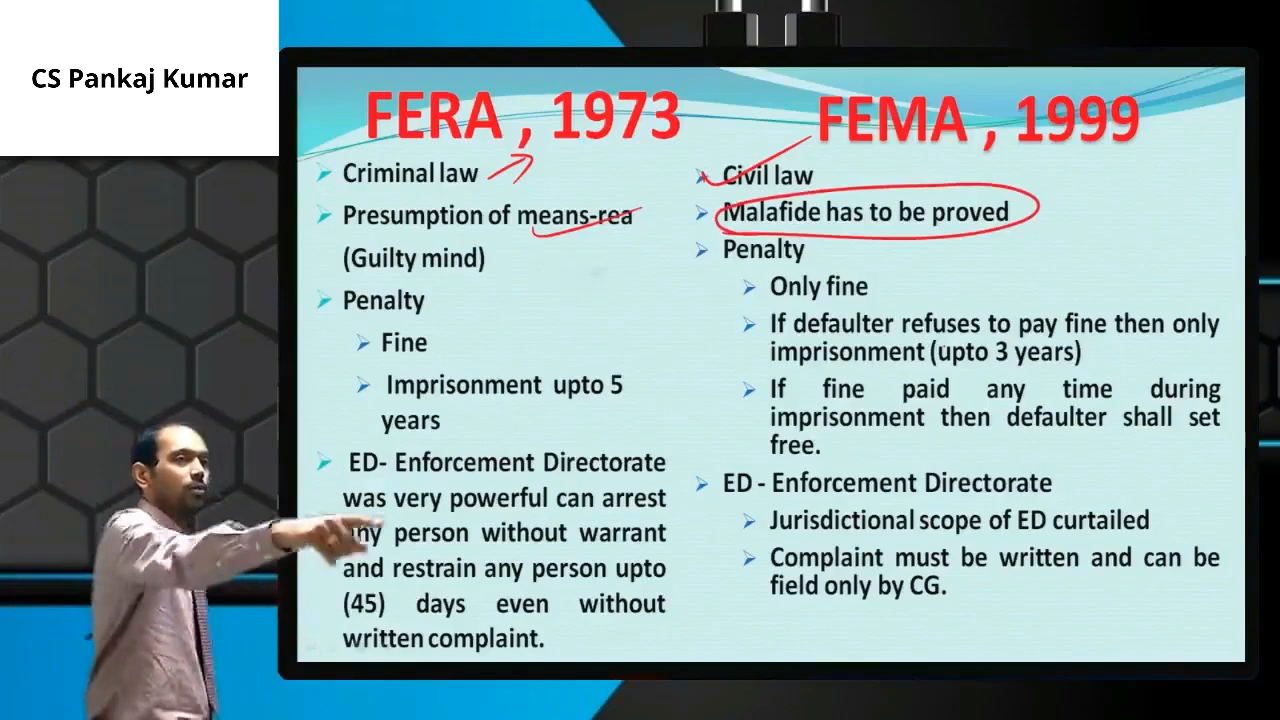 CS Pankaj Kumar
FERA , 1973
Criminal law
Presumption of means-rea
(Guilty mind)
Penalty
Fine
Imprisonment upto 5
years
ED- Enforcement Directorate
was very powerful can arrest
any person without warrant
and restrain any person upto
(45) days even without
written complaint.
FEMA , 1999
Civil law
Malafide has to be proved
Penalty
Only fine
If defaulter refuses to pay fine then only
imprisonment (upto 3 years)
If fine paid any time during
imprisonment then defaulter shall set
free.
ED - Enforcement Directorate
Jurisdictional scope of ED curtailed
Complaint must be written and can be
field only by CG.